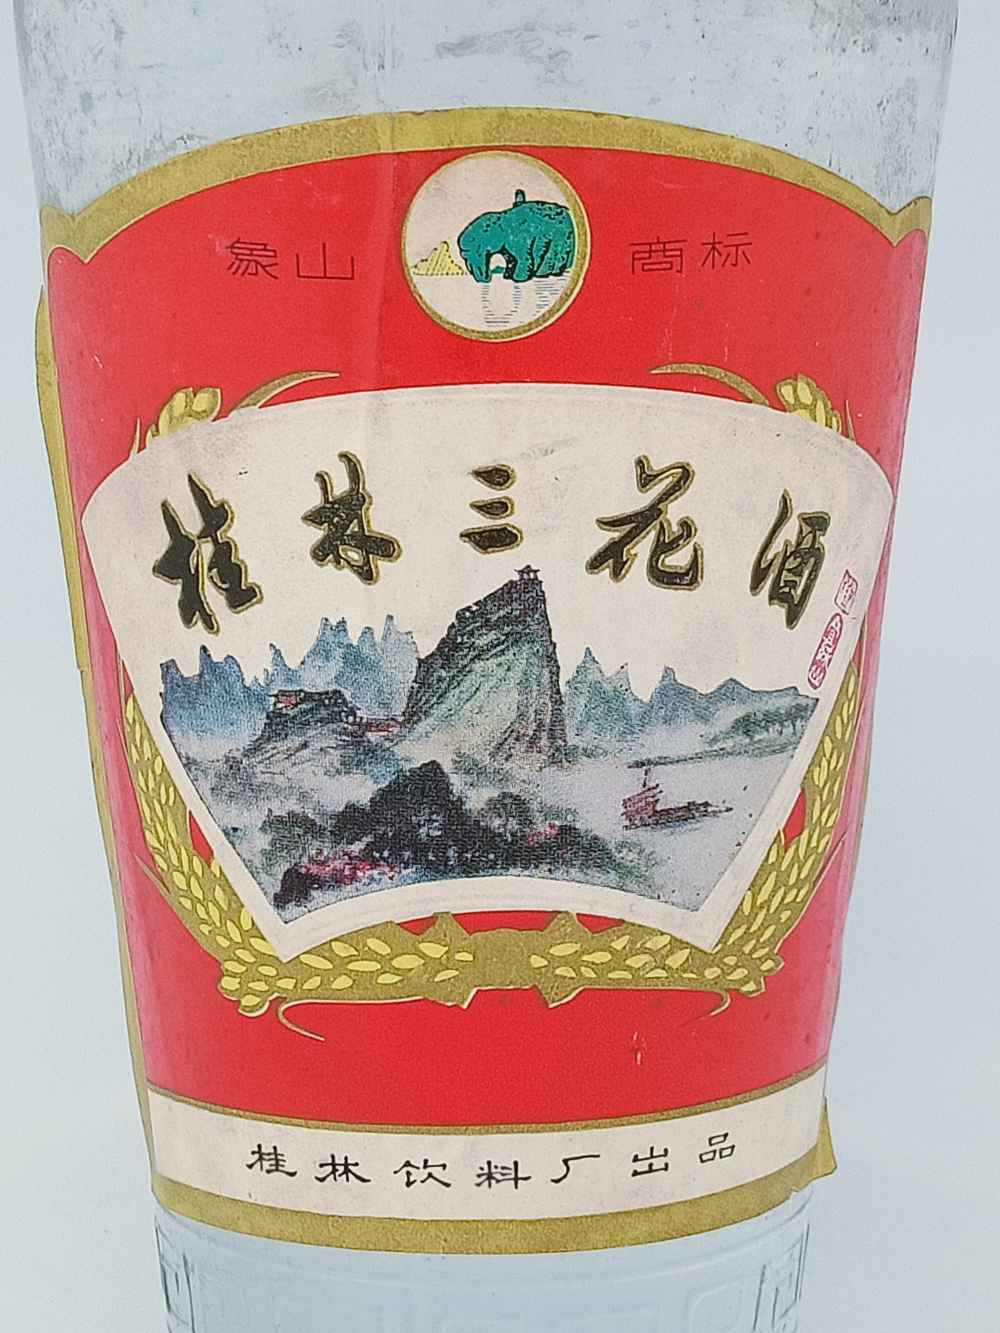 象山 商标
桂林三花酒
桂林饮料厂出品